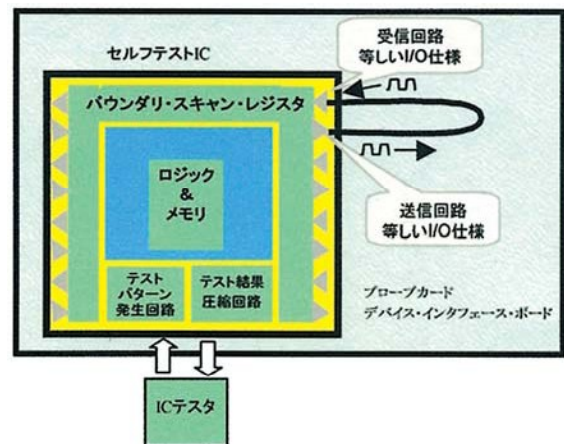 セルフテストIC
受信回路
等しいI/O仕様
バウンダリ・スキャン・レジスタ
ロジック
&
メモリ
送信回路
等しいI/O仕様
テスト
パターン
発生回路
テスト結果
圧縮回路
プローブカード
デバイス・インタフェース・ボード
ICテスタ